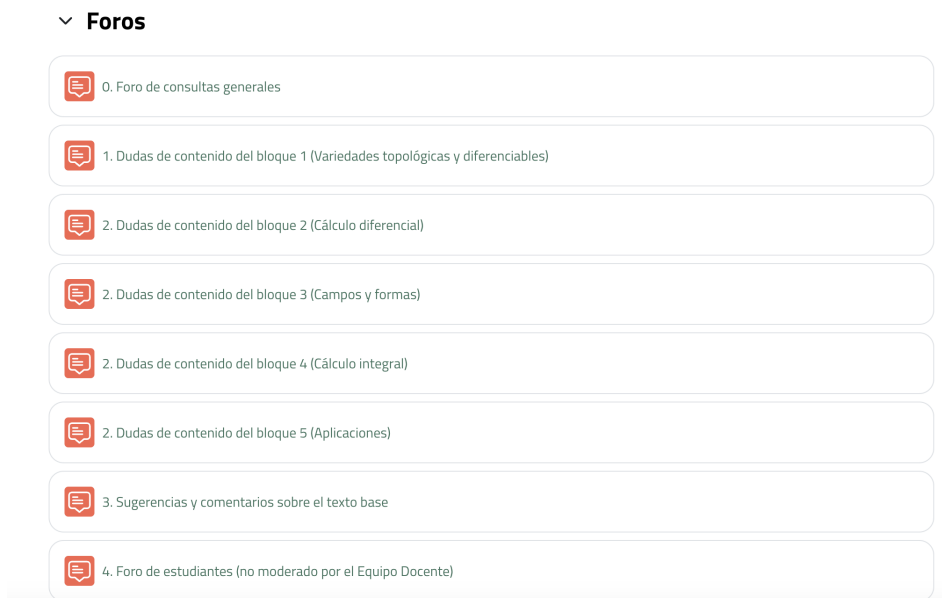 Foros
0. Foro de consultas generales
1. Dudas de contenido del bloque 1 (Variedades topológicas y diferenciables)
2. Dudas de contenido del bloque 2 (Cálculo diferencial)
2. Dudas de contenido del bloque 3 (Campos y formas)
2. Dudas de contenido del bloque 4 (Cálculo integral)
2. Dudas de contenido del bloque 5 (Aplicaciones)
3. Sugerencias y comentarios sobre el texto base
4. Foro de estudiantes (no moderado por el Equipo Docente)